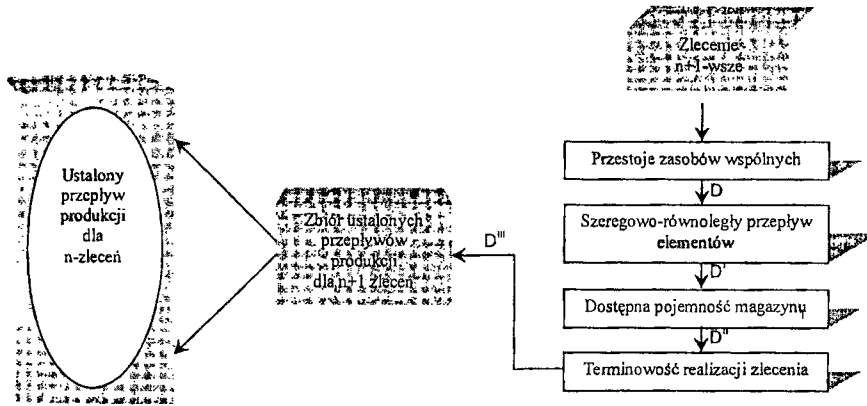 Zlecenie
n+1-wsze
Przestoje zasobów wspólnych
D
Szeregowo-równoległy przepływ
elementów
D'
Dostępna pojemność magazynu
D''
Terminowość realizacji zlecenia
D'''
Zbiór ustalonych
przepływów
produkcji
dla n+1 zleceń
Ustalony
przepływ
produkcji
dla
n-zleceń